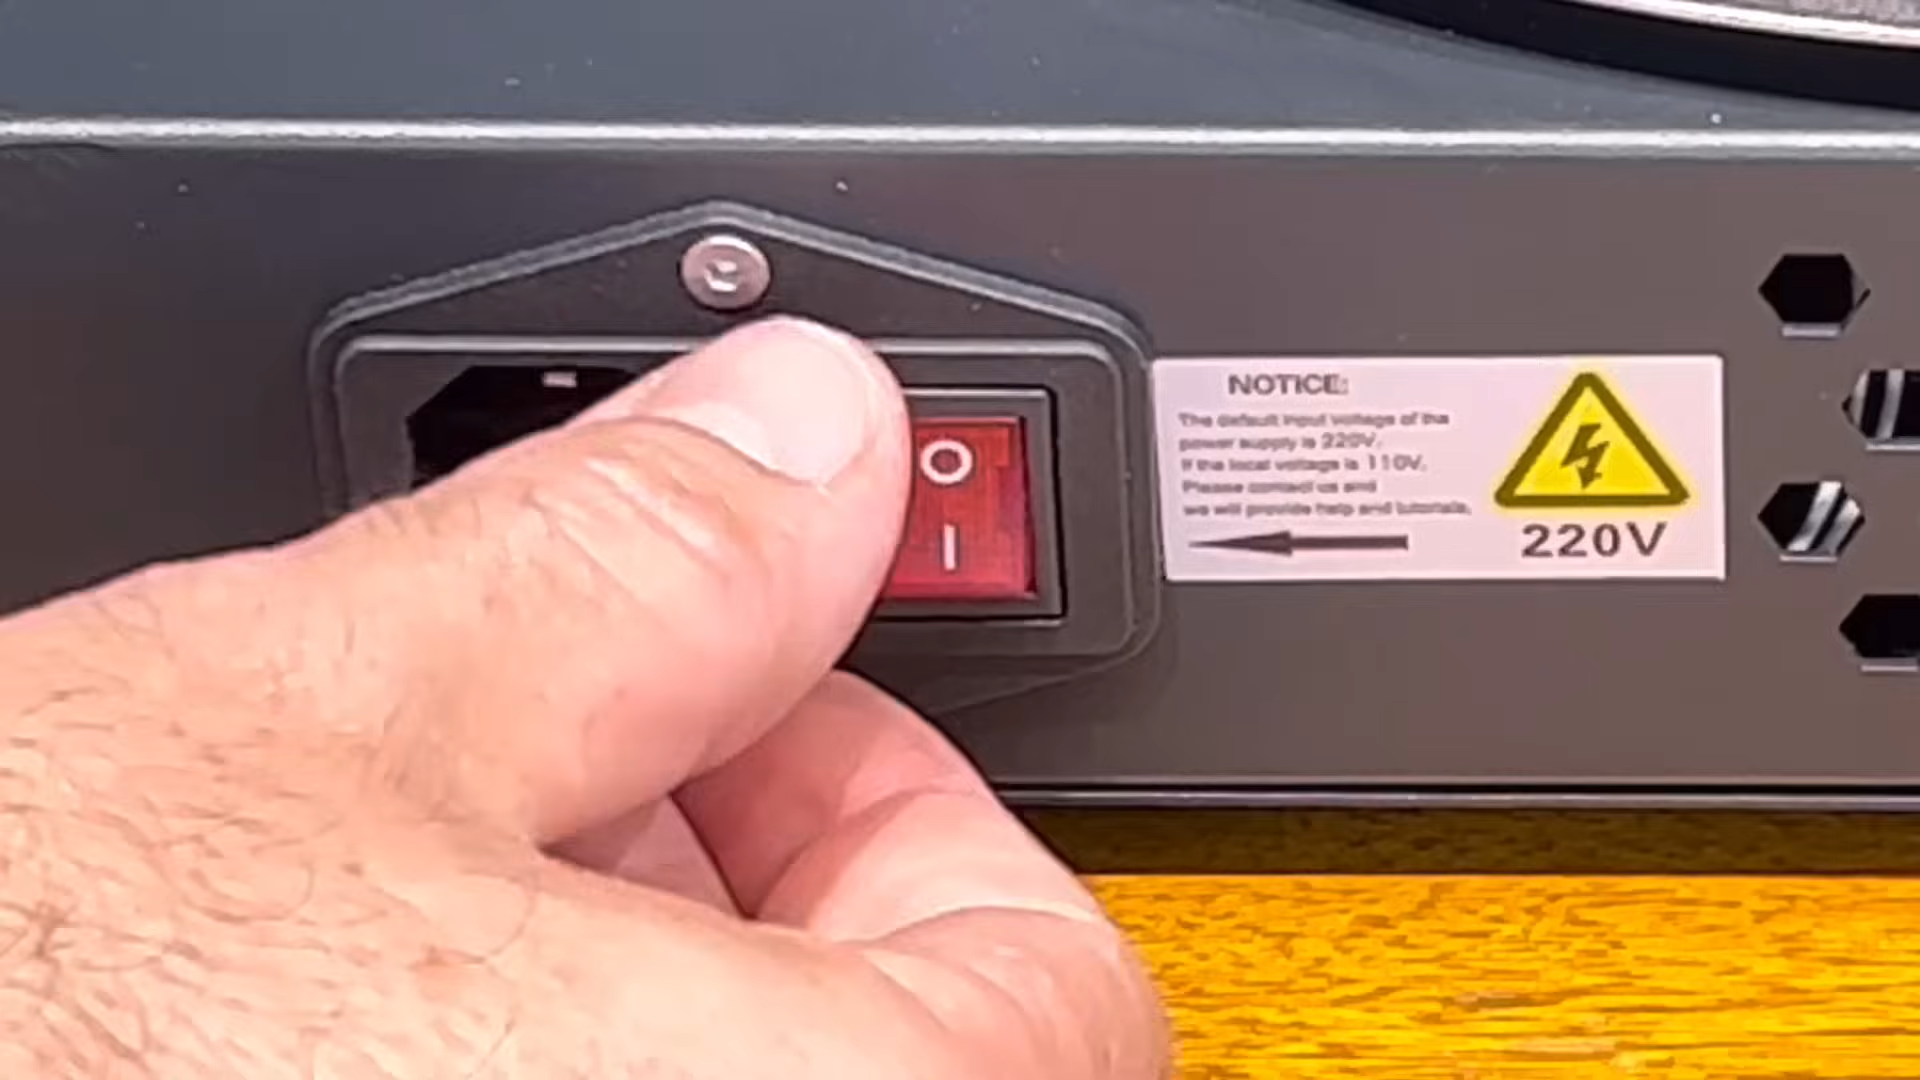 NOTICE:
The default input voltage of the
power supply is 220V.
If the local voltage is 110V.
Please contact us and
we will provide help and tutorials.
220V
O
I